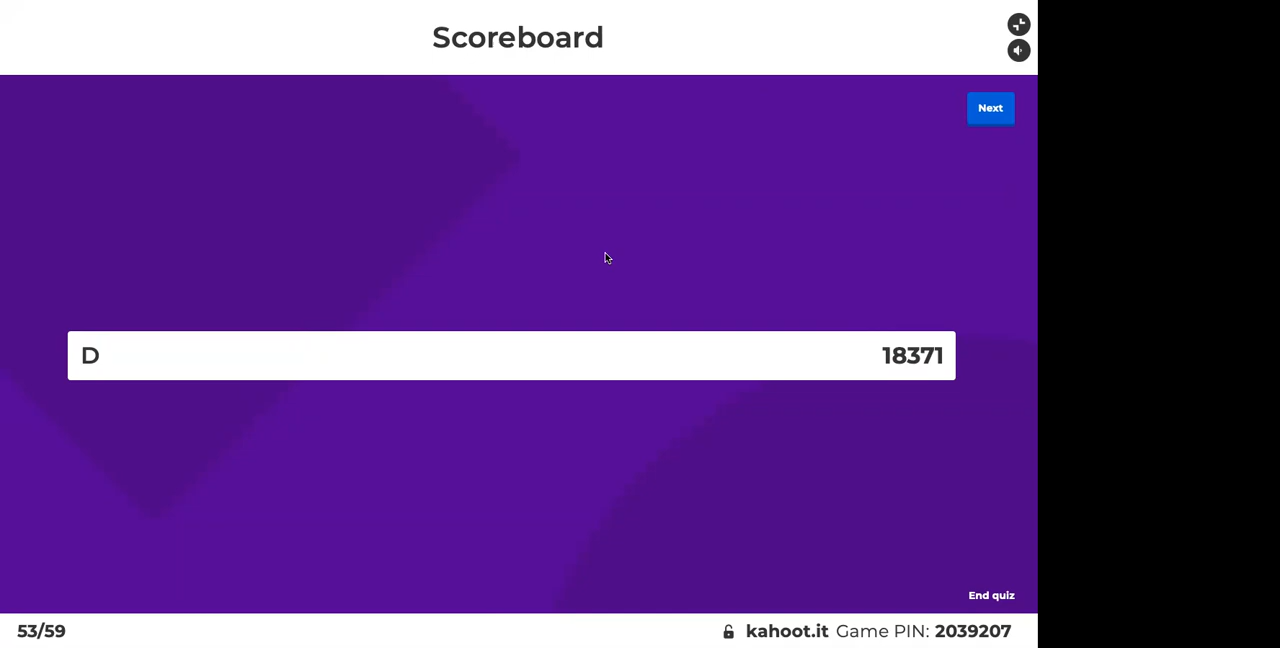 Scoreboard
Next
D 18371
End quiz
53/59
kahoot.it Game PIN: 2039207